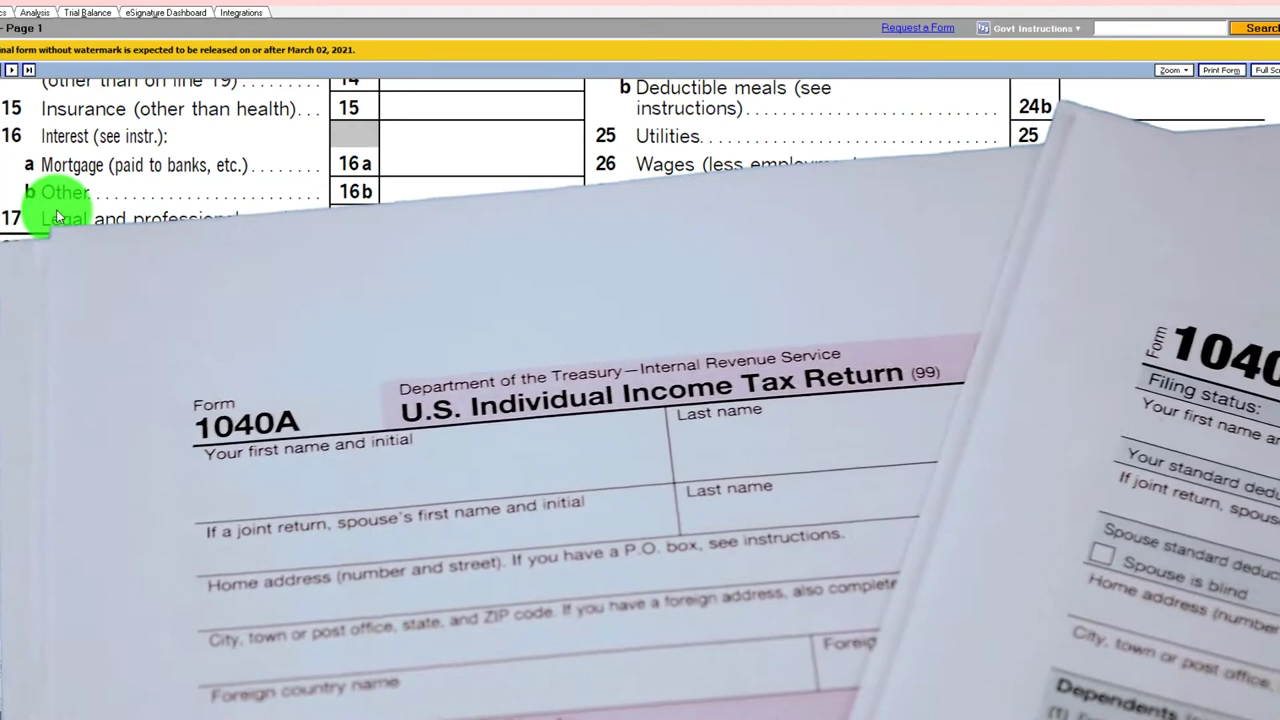 Analysis Trial Balance eSignature Dashboard Integrations
- Page 1
Request a Form Govt Instructions Search
form without watermark is expected to be released on or after March 02, 2021.
Zoom Print Form Full
(other than on line 19) 14
15 Insurance (other than health) 15
16 Interest (see instr.):
a Mortgage (paid to banks, etc.) 16a
b Other 16b
17 Legal and professional
b Deductible meals (see
instructions) 24b
25 Utilities 25
26 Wages (less
Form
1040A
Department of the Treasury—Internal Revenue Service
U.S. Individual Income Tax Return (99)
Your first name and initial
Last name
If a joint return, spouse's first name and initial
Last name
Home address (number and street). If you have a P.O. box, see instructions.
City, town or post office, state, and ZIP code. If you have a foreign address, also complete
Foreign country name
Form 1040
Filing status:
Your first name
Your standard
If joint return,
Spouse standard
Spouse is blind
Home address
City, town or post office,
Dependents
(1)